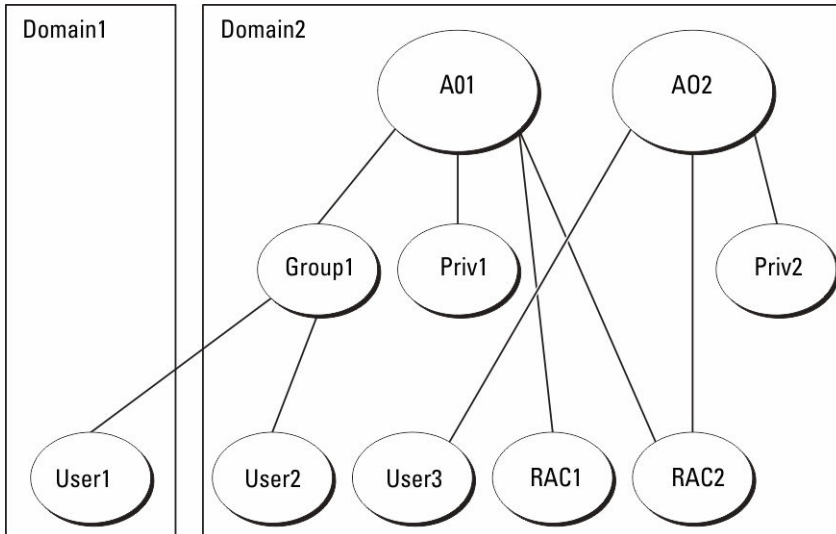 Domain1
Domain2
A01
AO2
Group1
Priv1
Priv2
User1
User2
User3
RAC1
RAC2